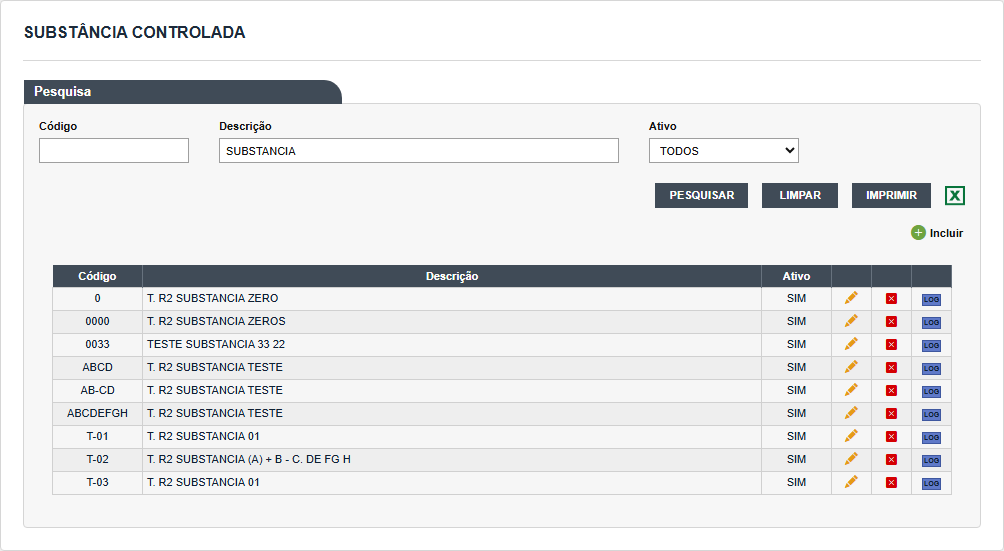 SUBSTÂNCIA CONTROLADA
Pesquisa
Código Descrição Ativo
SUBSTANCIA TODOS
PESQUISAR LIMPAR IMPRIMIR X
Incluir
Código Descrição Ativo
0 T. R2 SUBSTANCIA ZERO SIM LOG
0000 T. R2 SUBSTANCIA ZEROS SIM LOG
0033 TESTE SUBSTANCIA 33 22 SIM LOG
ABCD T. R2 SUBSTANCIA TESTE SIM LOG
AB-CD T. R2 SUBSTANCIA TESTE SIM LOG
ABCDEFGH T. R2 SUBSTANCIA TESTE SIM LOG
T-01 T. R2 SUBSTANCIA 01 SIM LOG
T-02 T. R2 SUBSTANCIA (A) + B - C. DE FG H SIM LOG
T-03 T. R2 SUBSTANCIA 01 SIM LOG